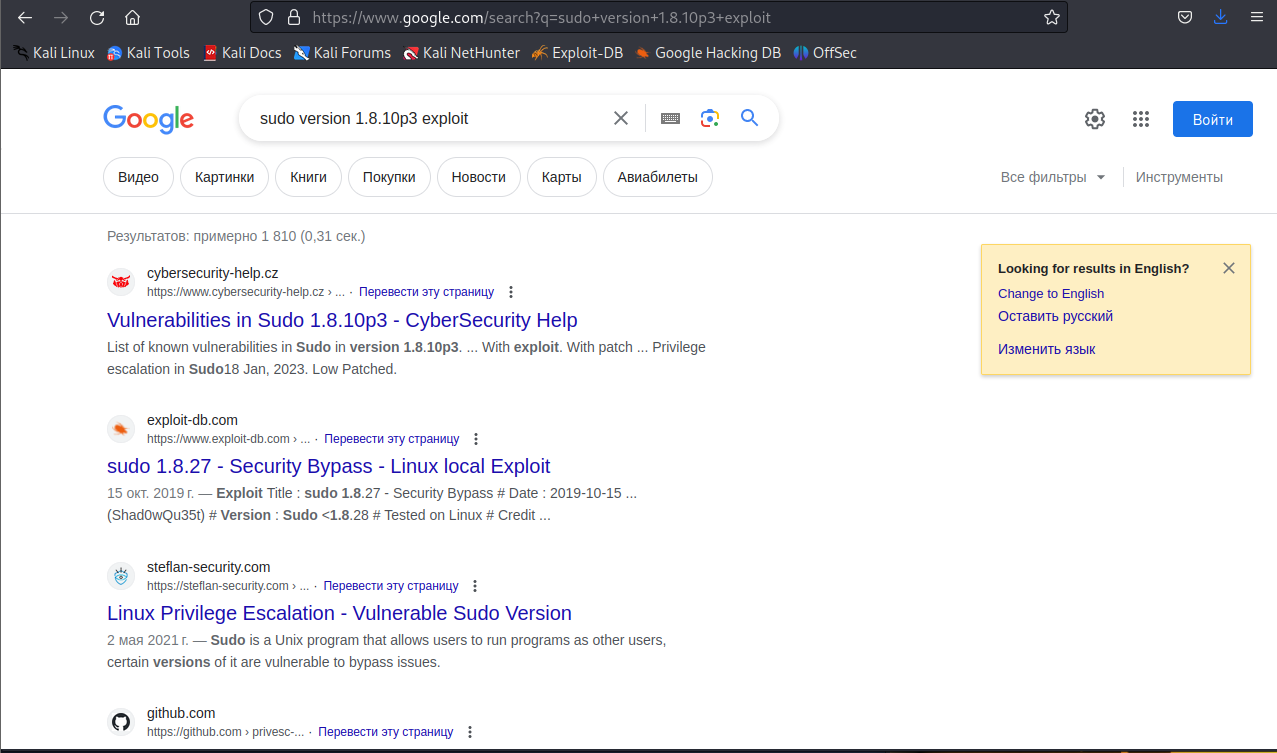 https://www.google.com/search?q=sudo+version+1.8.10p3+exploit
Kali Linux Kali Tools Kali Docs Kali Forums Kali NetHunter Exploit-DB Google Hacking DB OffSec
Google sudo version 1.8.10p3 exploit Войти
Видео Картинки Книги Покупки Новости Карты Авиабилеты Все фильтры Инструменты
Результатов: примерно 1 810 (0,31 сек.)
Looking for results in English?
Change to English
Оставить русский
Изменить язык
cybersecurity-help.cz
https://www.cybersecurity-help.cz › ... · Перевести эту страницу
Vulnerabilities in Sudo 1.8.10p3 - CyberSecurity Help
List of known vulnerabilities in Sudo in version 1.8.10p3. ... With exploit. With patch ... Privilege
escalation in Sudo18 Jan, 2023. Low Patched.
exploit-db.com
https://www.exploit-db.com › ... · Перевести эту страницу
sudo 1.8.27 - Security Bypass - Linux local Exploit
15 окт. 2019 г. — Exploit Title : sudo 1.8.27 - Security Bypass # Date : 2019-10-15 ...
(Shad0wQu35t) # Version : Sudo <1.8.28 # Tested on Linux # Credit ...
steflan-security.com
https://steflan-security.com › ... · Перевести эту страницу
Linux Privilege Escalation - Vulnerable Sudo Version
2 мая 2021 г. — Sudo is a Unix program that allows users to run programs as other users,
certain versions of it are vulnerable to bypass issues.
github.com
https://github.com › privesc-... · Перевести эту страницу